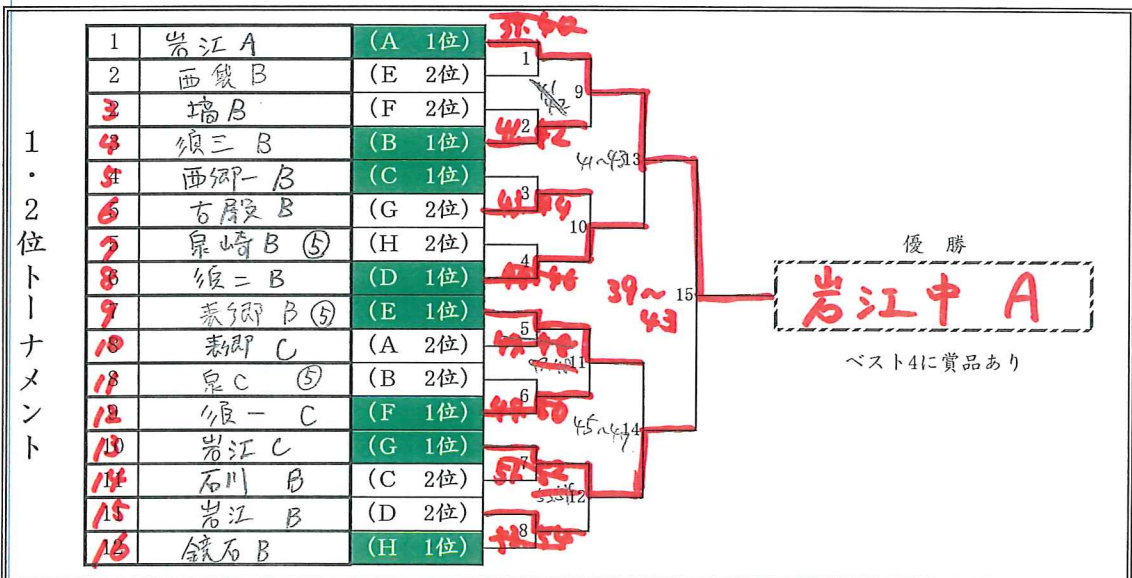 1・2位トーナメント
1 岩江 A (A 1位)
2 西袋 B (E 2位)
3 塙 B (F 2位)
4 須三 B (B 1位)
5 西郷一 B (C 1位)
6 古殿 B (G 2位)
7 泉崎 B ⑤ (H 2位)
8 須二 B (D 1位)
9 表郷 B ⑤ (E 1位)
10 表郷 C (A 2位)
11 泉 C ⑤ (B 2位)
12 須一 C (F 1位)
13 岩江 C (G 1位)
14 石川 B (C 2位)
15 岩江 B (D 2位)
16 鏡石 B (H 1位)
1
2
3
4
5
6
7
8
9
10
11
12
41~43 13
45~47 14
39~43 15
優勝
岩江中 A
ベスト4に賞品あり